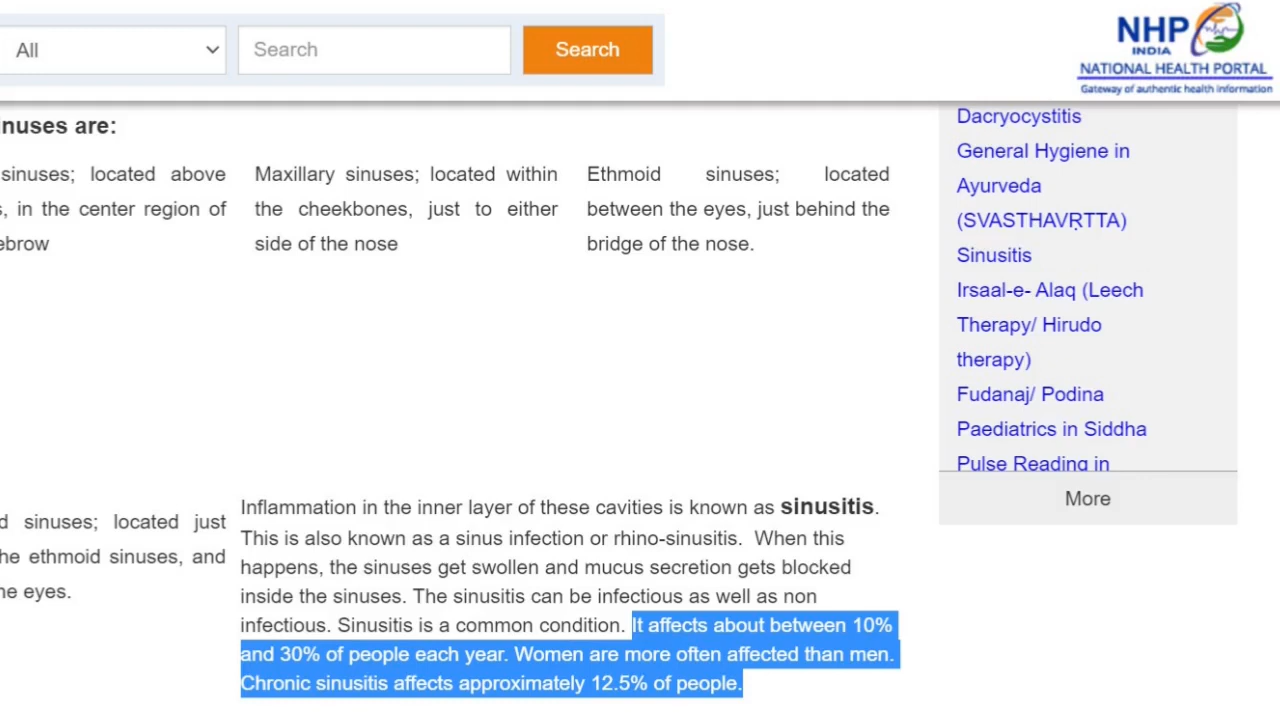 All
Search
Search
NHP
INDIA
NATIONAL HEALTH PORTAL
Gateway of authentic health information
inuses are:
sinuses; located above
s, in the center region of
ebrow
Maxillary sinuses; located within
the cheekbones, just to either
side of the nose
Ethmoid sinuses; located
between the eyes, just behind the
bridge of the nose.
Dacryocystitis
General Hygiene in
Ayurveda
(SVASTHAVṚTTA)
Sinusitis
Irsaal-e- Alaq (Leech
Therapy/ Hirudo
therapy)
Fudanaj/ Podina
Paediatrics in Siddha
Pulse Reading in
More
d sinuses; located just
he ethmoid sinuses, and
he eyes.
Inflammation in the inner layer of these cavities is known as sinusitis.
This is also known as a sinus infection or rhino-sinusitis. When this
happens, the sinuses get swollen and mucus secretion gets blocked
inside the sinuses. The sinusitis can be infectious as well as non
infectious. Sinusitis is a common condition. It affects about between 10%
and 30% of people each year. Women are more often affected than men.
Chronic sinusitis affects approximately 12.5% of people.